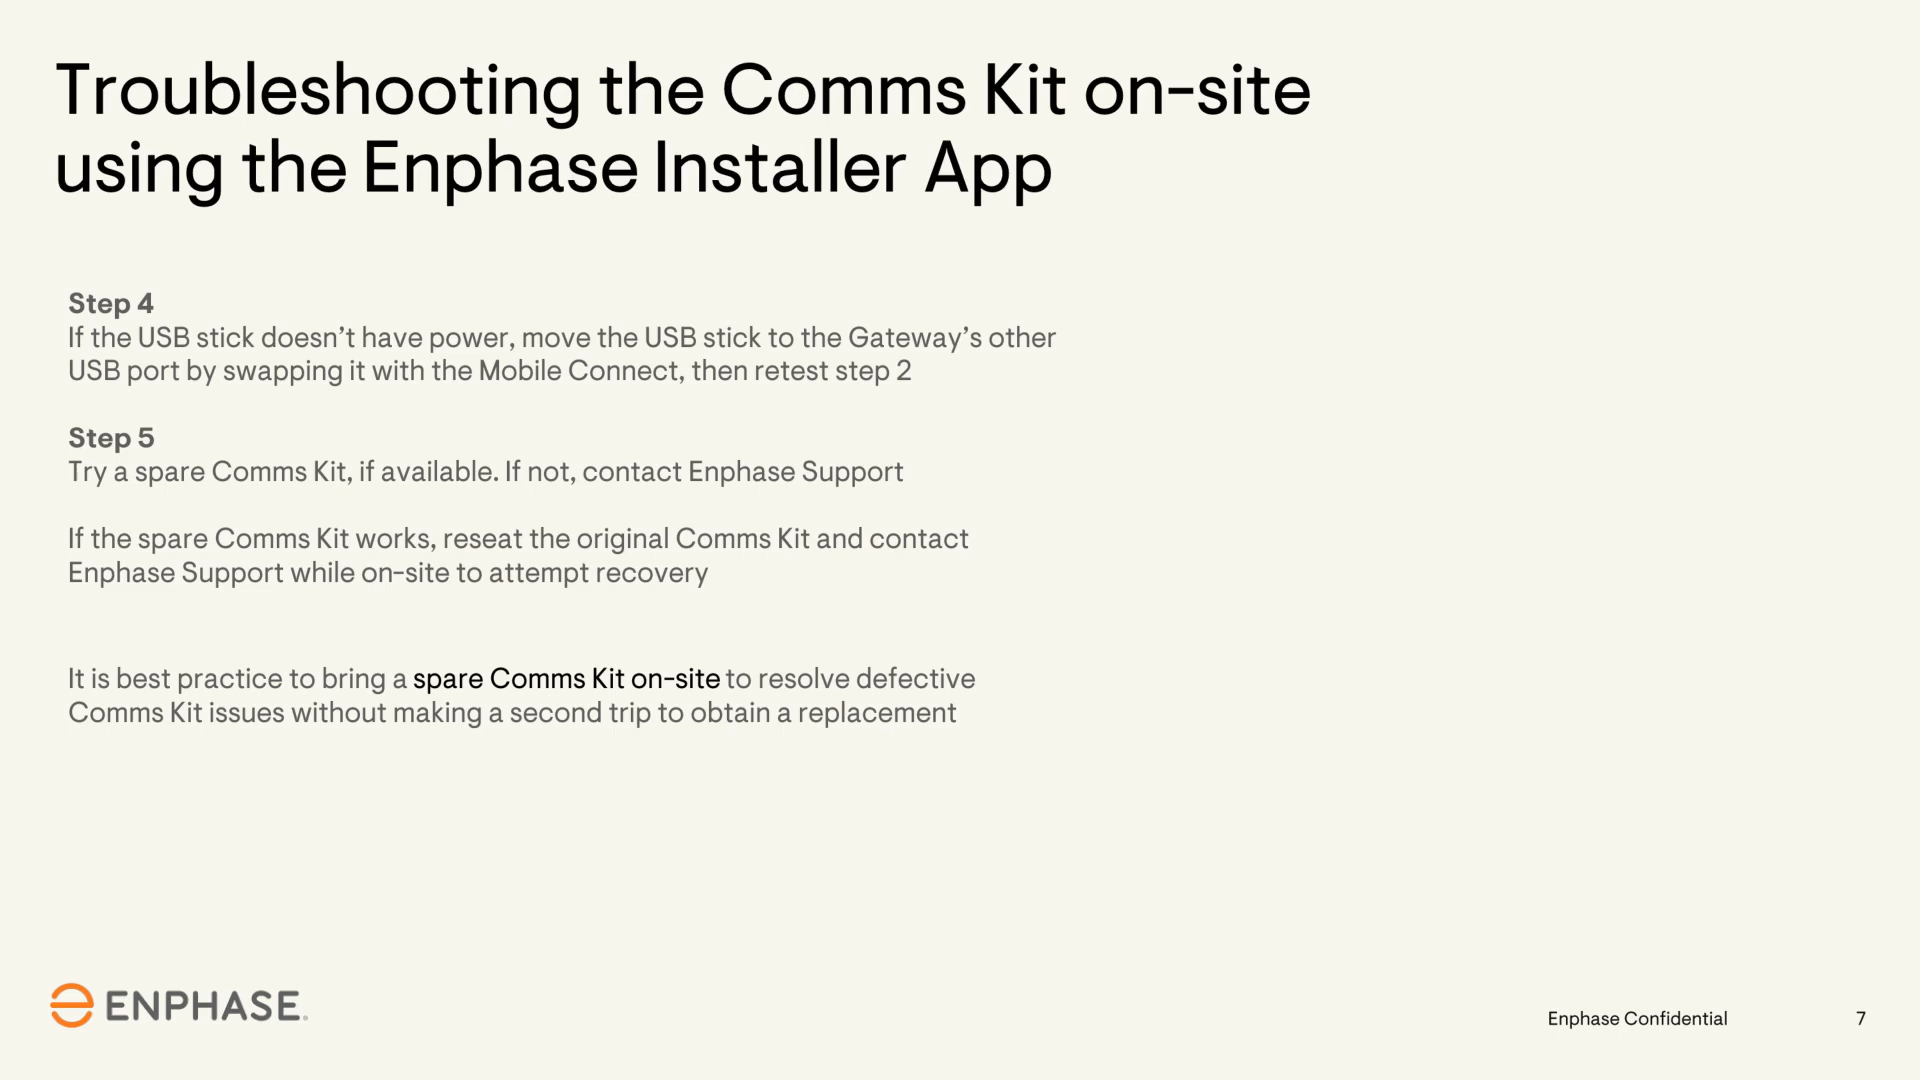 Troubleshooting the Comms Kit on-site
using the Enphase Installer App
Step 4
If the USB stick doesn’t have power, move the USB stick to the Gateway’s other
USB port by swapping it with the Mobile Connect, then retest step 2
Step 5
Try a spare Comms Kit, if available. If not, contact Enphase Support
If the spare Comms Kit works, reseat the original Comms Kit and contact
Enphase Support while on-site to attempt recovery
It is best practice to bring a spare Comms Kit on-site to resolve defective
Comms Kit issues without making a second trip to obtain a replacement
ENPHASE.
Enphase Confidential
7